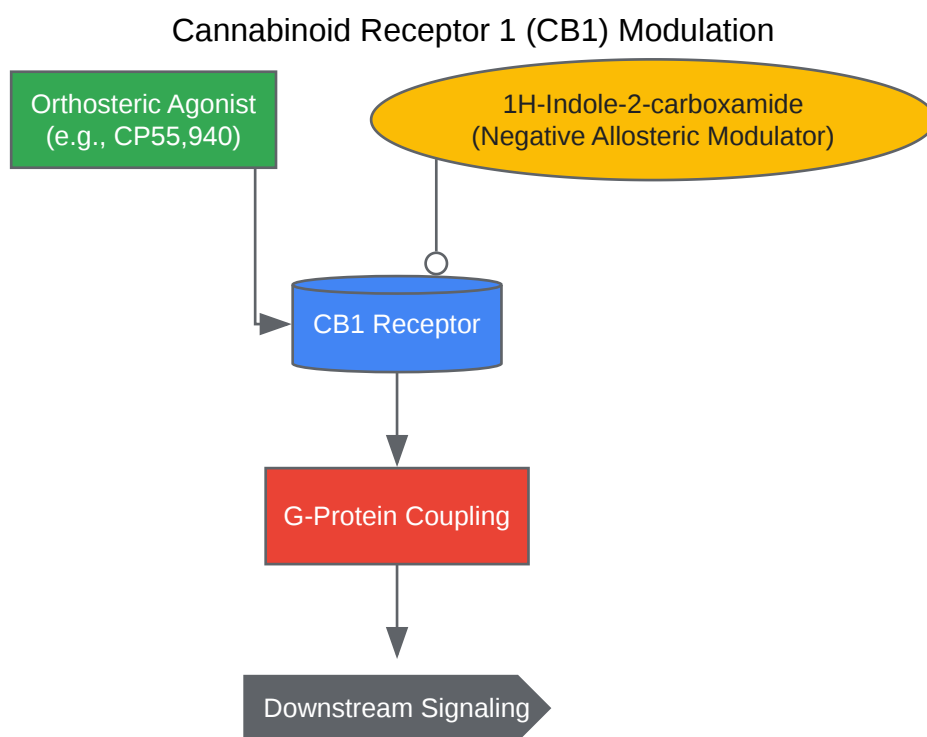 Cannabinoid Receptor 1 (CB1) Modulation
Orthosteric Agonist
(e.g., CP55,940)
1H-Indole-2-carboxamide
(Negative Allosteric Modulator)
CB1 Receptor
G-Protein Coupling
Downstream Signaling